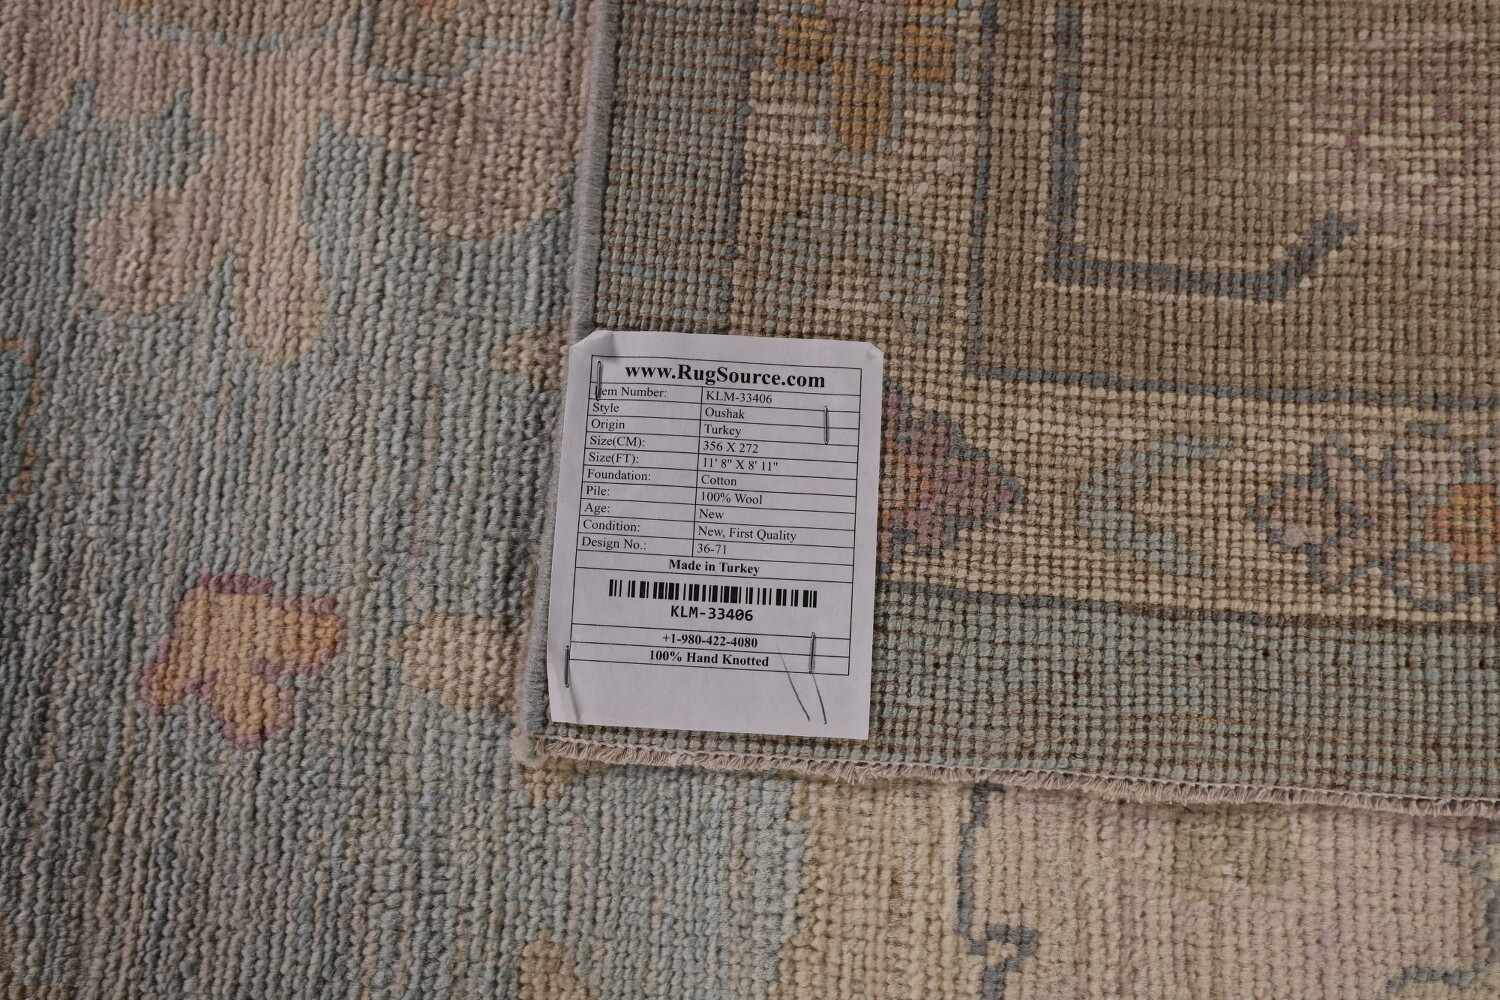 www.RugSource.com
Item Number: KLM-33406
Style Oushak
Origin Turkey
Size(CM): 356 X 272
Size(FT): 11' 8" X 8' 11"
Foundation: Cotton
Pile: 100% Wool
Age: New
Condition: New, First Quality
Design No.: 36-71
Made in Turkey
KLM-33406
+1-980-422-4080
100% Hand Knotted